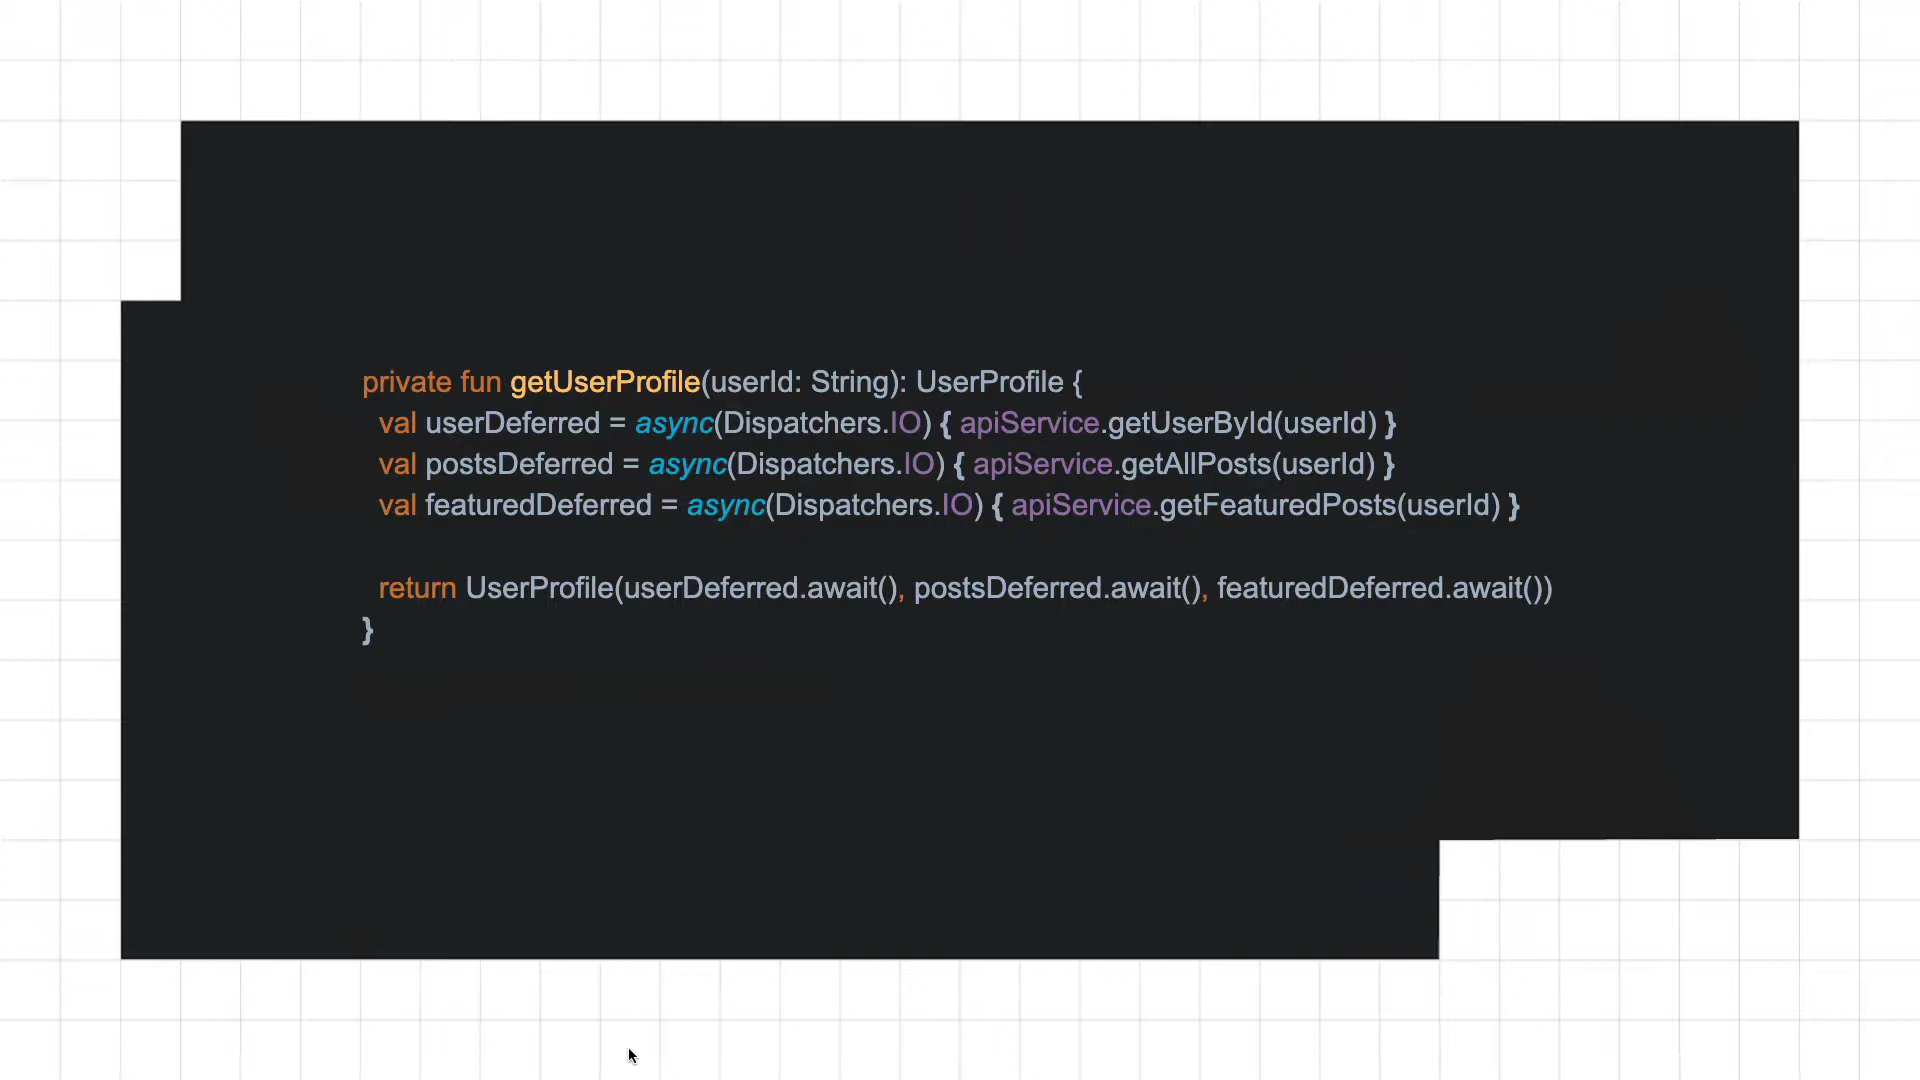 private fun getUserProfile(userId: String): UserProfile {
val userDeferred = async(Dispatchers.IO) { apiService.getUserById(userId) }
val postsDeferred = async(Dispatchers.IO) { apiService.getAllPosts(userId) }
val featuredDeferred = async(Dispatchers.IO) { apiService.getFeaturedPosts(userId) }
return UserProfile(userDeferred.await(), postsDeferred.await(), featuredDeferred.await())
}